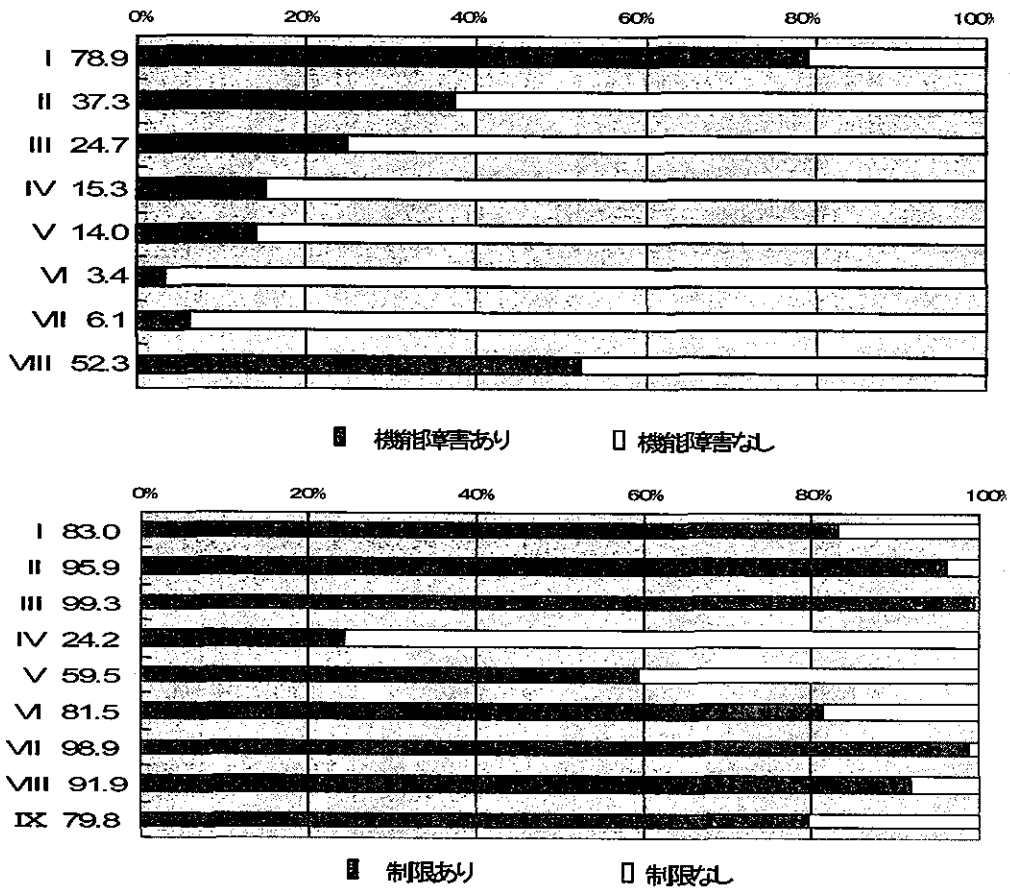 0% 20% 40% 60% 80% 100%
I 78.9
II 37.3
III 24.7
IV 15.3
V 14.0
VI 3.4
VII 6.1
VIII 52.3
機能障害あり 機能障害なし
0% 20% 40% 60% 80% 100%
I 83.0
II 95.9
III 99.3
IV 24.2
V 59.5
VI 81.5
VII 98.9
VIII 91.9
IX 79.8
制限あり 制限なし